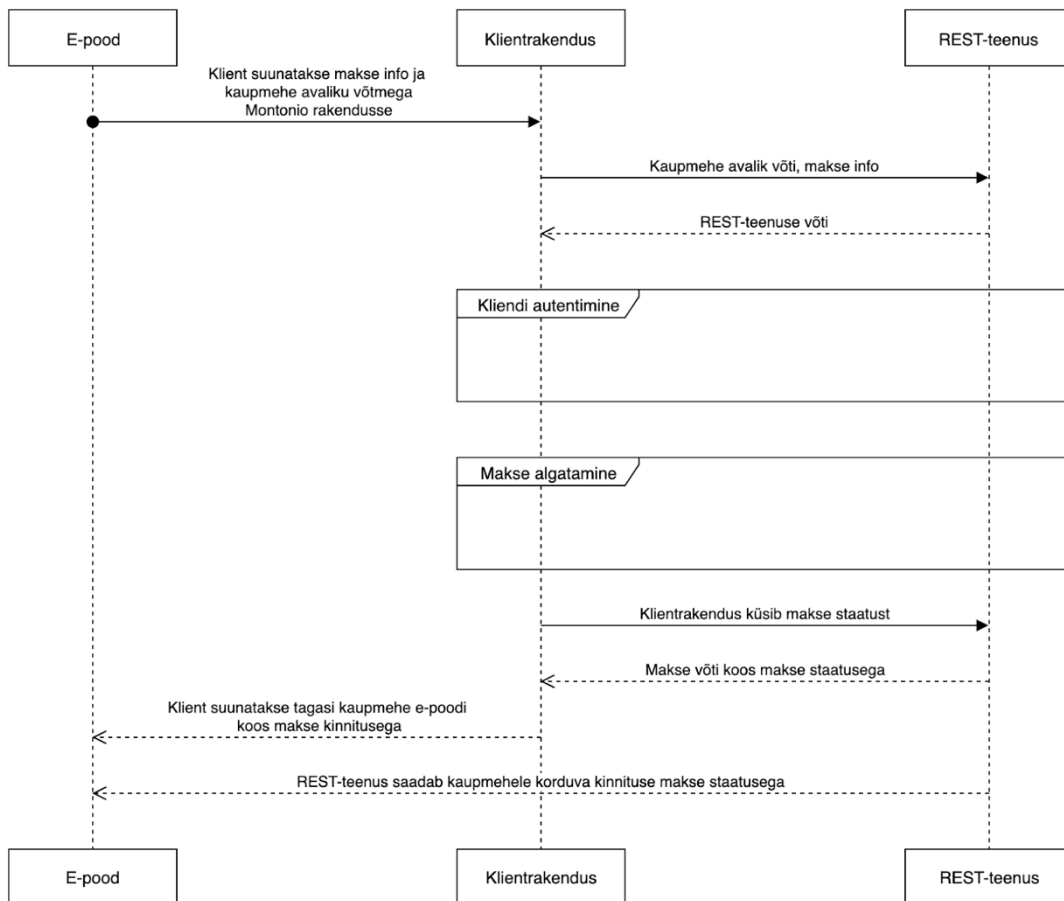 E-pood
Klientrakendus
REST-teenus
Klient suunatakse makse info ja
kaupmehe avaliku võtmega
Montonio rakendusse
Kaupmehe avalik võti, makse info
REST-teenuse võti
Kliendi autentimine
Makse algatamine
Klientrakendus küsib makse staatust
Makse võti koos makse staatusega
Klient suunatakse tagasi kaupmehe e-poodi
koos makse kinnitusega
REST-teenus saadab kaupmehele korduva kinnituse makse staatusega
E-pood
Klientrakendus
REST-teenus